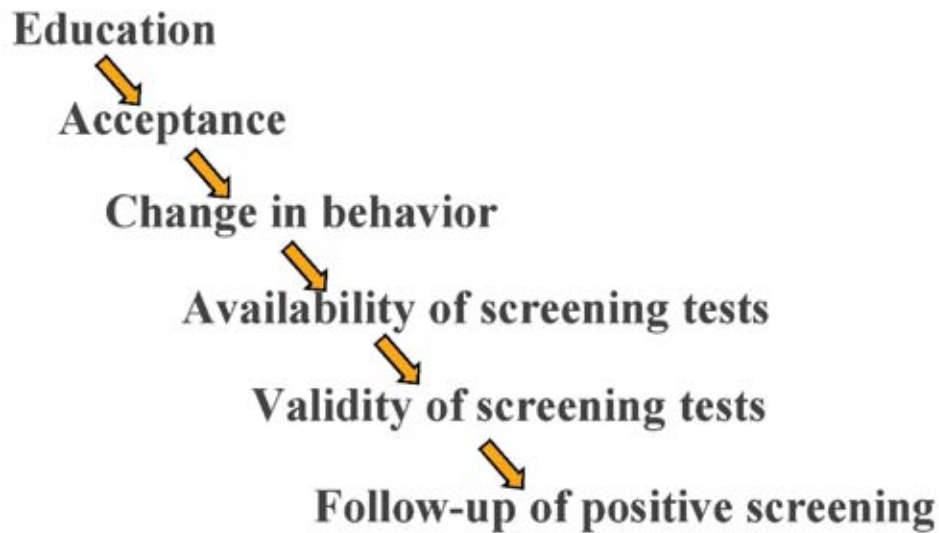 Education
Acceptance
Change in behavior
Availability of screening tests
Validity of screening tests
Follow-up of positive screening